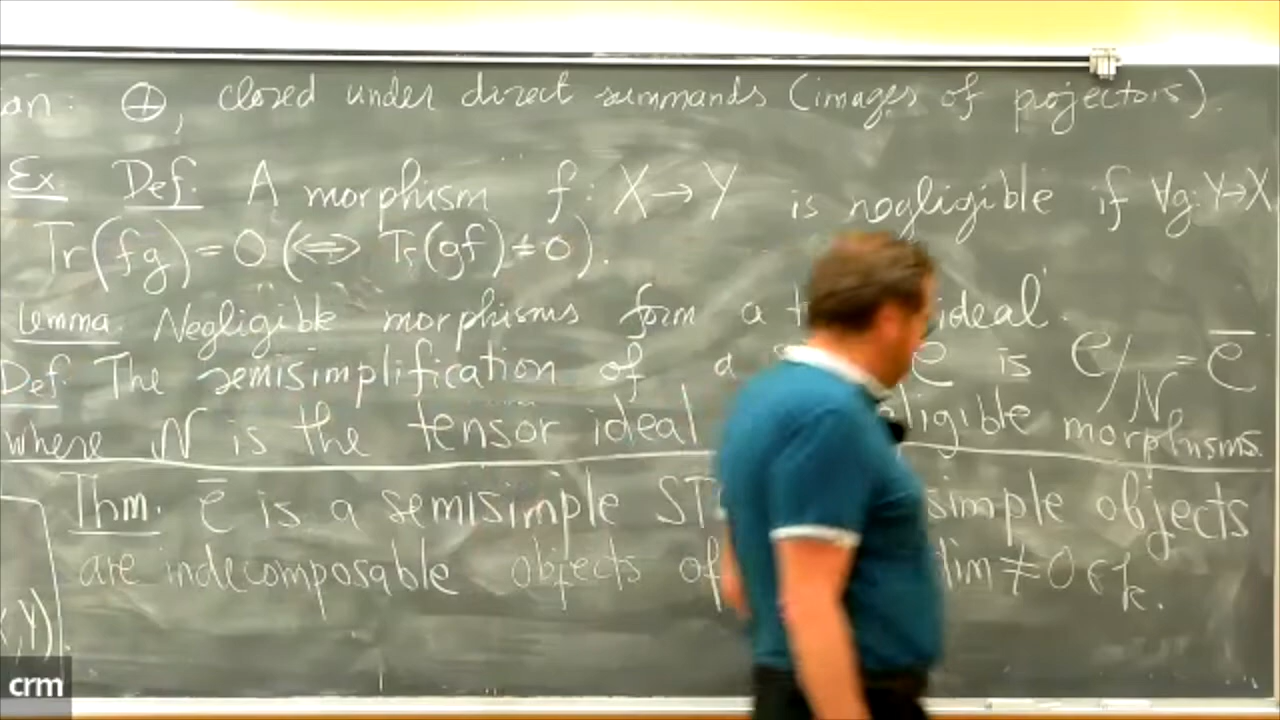 an: ⊕, closed under direct summands (images of projectors).
Ex Def: A morphism f: X→Y is negligible if ∀g: Y→X
Tr(fg)=0 (⟺ Tr(gf)=0).
Lemma. Negligible morphisms form a t ideal.
Def: The semisimplification of a C is C/N = C̄
where N is the tensor ideal ligible morphisms.
Thm. C̄ is a semisimple ST simple objects
are indecomposable objects of dim ≠ 0 ∈ k.
,Y)
crm